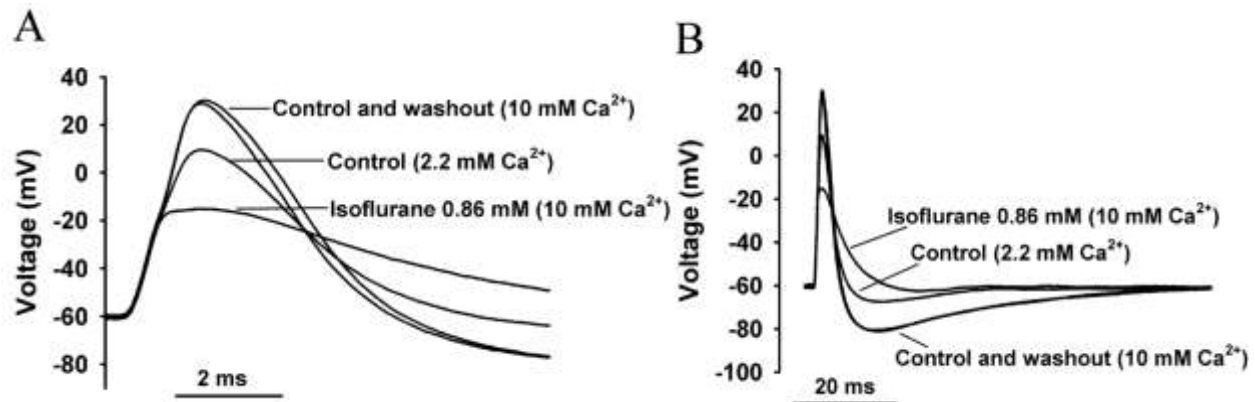 A
Voltage (mV)
40
20
0
-20
-40
-60
-80
Control and washout (10 mM Ca²⁺)
Control (2.2 mM Ca²⁺)
Isoflurane 0.86 mM (10 mM Ca²⁺)
2 ms
B
Voltage (mV)
40
20
0
-20
-40
-60
-80
-100
Isoflurane 0.86 mM (10 mM Ca²⁺)
Control (2.2 mM Ca²⁺)
Control and washout (10 mM Ca²⁺)
20 ms